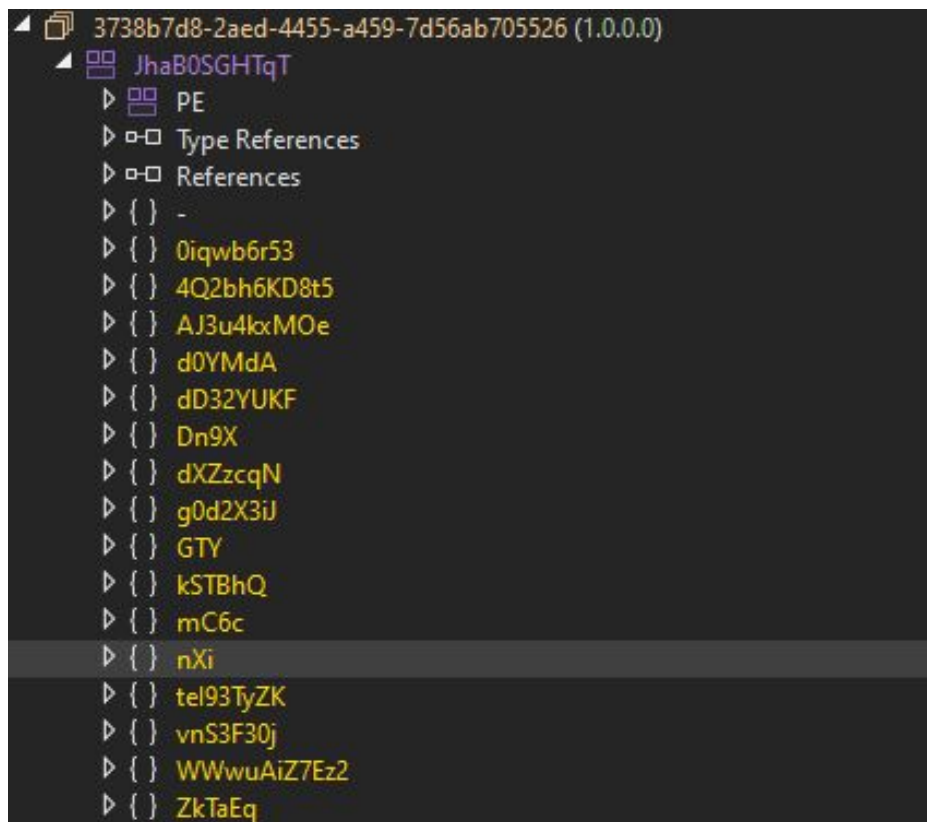 3738b7d8-2aed-4455-a459-7d56ab705526 (1.0.0.0)
JhaB0SGHTqT
PE
Type References
References
{ } -
{ } 0iqwb6r53
{ } 4Q2bh6KD8t5
{ } AJ3u4kxMOe
{ } d0YMdA
{ } dD32YUKF
{ } Dn9X
{ } dXZzcqN
{ } g0d2X3iJ
{ } GTY
{ } kSTBhQ
{ } mC6c
{ } nXi
{ } tel93TyZK
{ } vnS3F30j
{ } WWwuAiZ7Ez2
{ } ZkTaEq